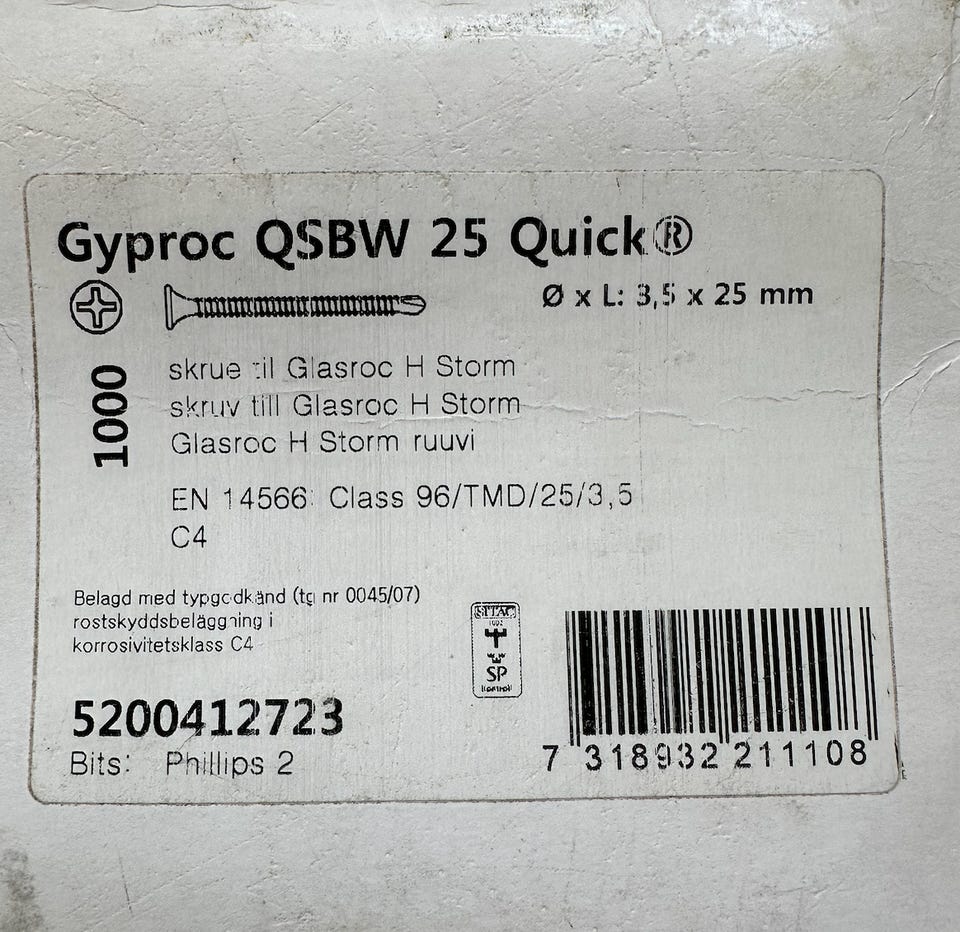 Gyproc QSBW 25 Quick®
Ø x L: 3,5 x 25 mm
1000
skrue til Glasroc H Storm
skruv till Glasroc H Storm
Glasroc H Storm ruuvi
EN 14566: Class 96/TMD/25/3,5
C4
Belagd med typgodkänd (tg nr 0045/07)
rostskyddsbeläggning i
korrosivitetsklass C4
SITAC
1002
SP
5200412723
Bits: Phillips 2
7 318932 211108